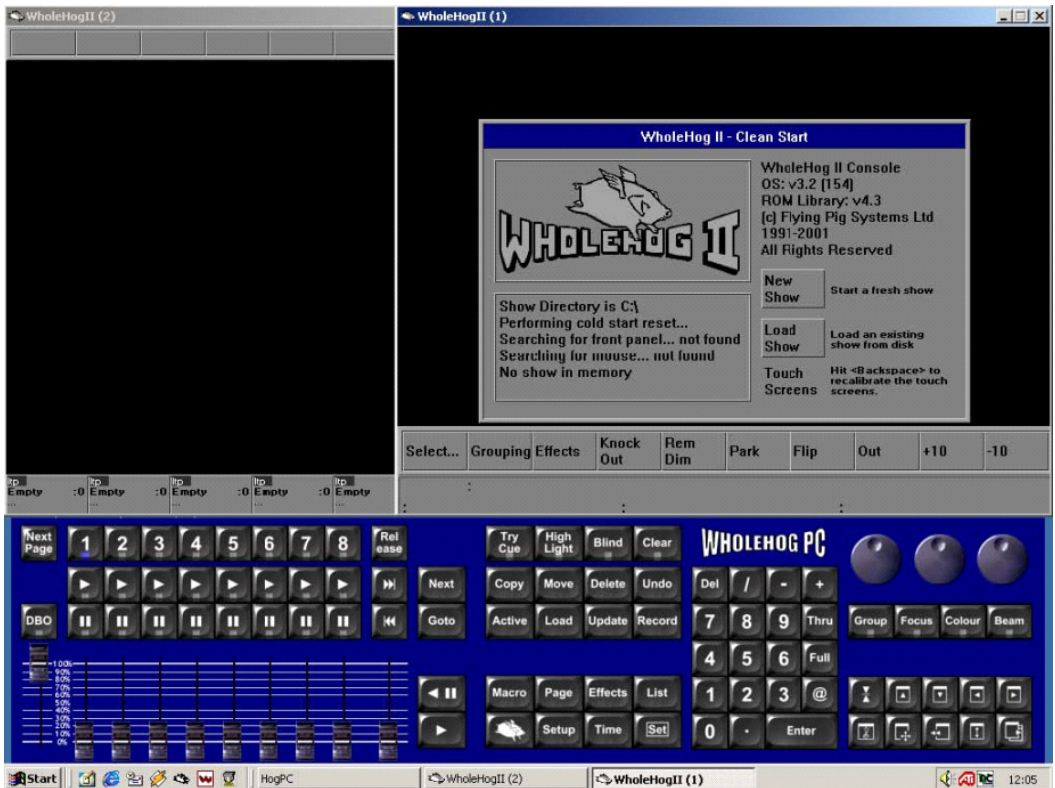 WholeHogII (2)
WholeHogII (1)
WholeHog II - Clean Start
WHOLEHOG II
WholeHog II Console
OS: v3.2 (154)
ROM Library: v4.3
(c) Flying Pig Systems Ltd
1991-2001
All Rights Reserved
New
Show
Start a fresh show
Load
Show
Load an existing
show from disk
Touch
Screens
Hit <Backspace> to
recalibrate the touch
screens.
Show Directory is C:\
Performing cold start reset...
Searching for front panel... not found
Searching for mouse... not found
No show in memory
Select... Grouping Effects Knock Out Rem Dim Park Flip Out +10 -10
ltp ltp ltp ltp ltp
Empty :0 Empty :0 Empty :0 Empty :0 Empty
... ... ... ... ...
:
: : :
Next Page 1 2 3 4 5 6 7 8 Rel ease
Try Cue High Light Blind Clear
WHOLEHOG PC
Next Copy Move Delete Undo Del / - +
DBO Goto Active Load Update Record 7 8 9 Thru Group Focus Colour Beam
4 5 6 Full
100%
90%
80%
70%
60%
50%
40%
30%
20%
10%
0%
Macro Page Effects List 1 2 3 @
Setup Time Set 0 . Enter
Start HogPC WholeHogII (2) WholeHogII (1) 12:05